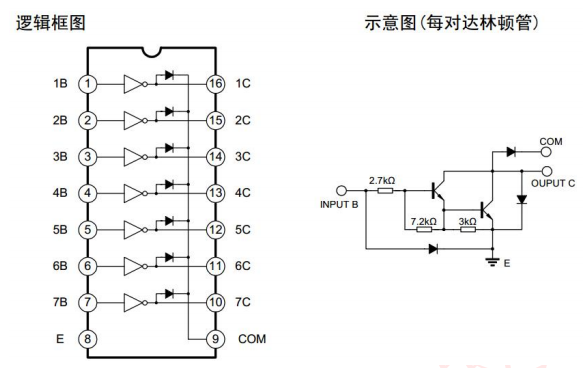 逻辑框图
示意图(每对达林顿管)
1B 1 16 1C
2B 2 15 2C
3B 3 14 3C
4B 4 13 4C
5B 5 12 5C
6B 6 11 6C
7B 7 10 7C
E 8 9 COM
COM
2.7kΩ
OUPUT C
INPUT B
7.2kΩ 3kΩ
E